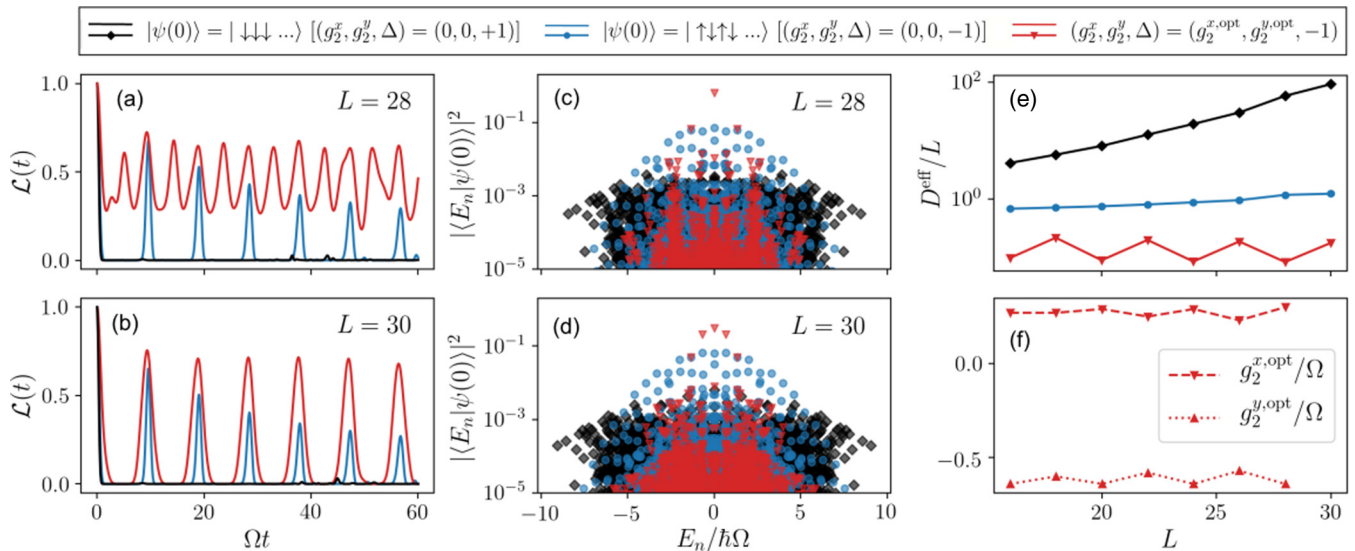 |ψ(0)⟩ = | ↓↓↓ ...⟩ [(g₂ˣ, g₂ʸ, Δ) = (0, 0, +1)]
|ψ(0)⟩ = | ↑↓↑↓ ...⟩ [(g₂ˣ, g₂ʸ, Δ) = (0, 0, −1)]
(g₂ˣ, g₂ʸ, Δ) = (g₂^{x,opt}, g₂^{y,opt}, −1)
(a)
L = 28
1.0
0.5
0.0
ℒ(t)
(c)
L = 28
10⁻¹
10⁻³
10⁻⁵
|⟨Eₙ|ψ(0)⟩|²
(e)
10²
10⁰
D^{eff}/L
(b)
L = 30
1.0
0.5
0.0
ℒ(t)
0
20
40
60
Ωt
(d)
L = 30
10⁻¹
10⁻³
10⁻⁵
|⟨Eₙ|ψ(0)⟩|²
−10
−5
0
5
10
Eₙ/ħΩ
(f)
0.0
−0.5
g₂^{x,opt}/Ω
g₂^{y,opt}/Ω
20
25
30
L